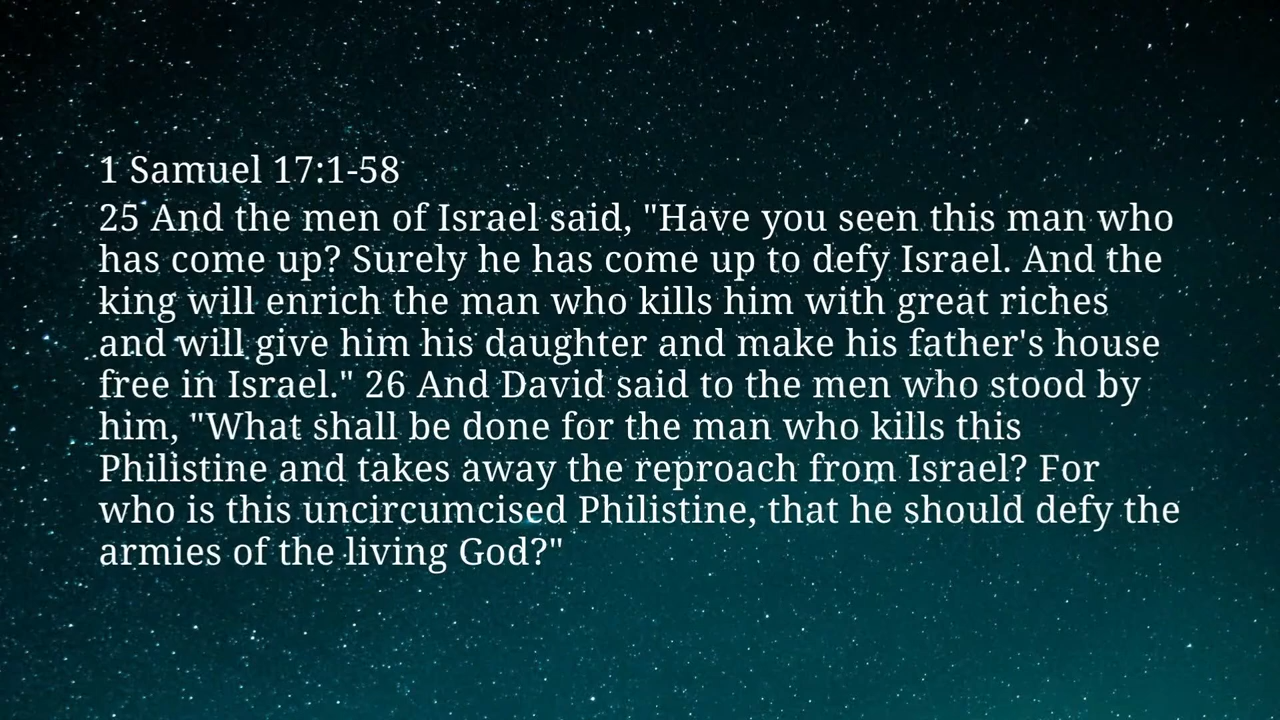 1 Samuel 17:1-58
25 And the men of Israel said, "Have you seen this man who
has come up? Surely he has come up to defy Israel. And the
king will enrich the man who kills him with great riches
and will give him his daughter and make his father's house
free in Israel." 26 And David said to the men who stood by
him, "What shall be done for the man who kills this
Philistine and takes away the reproach from Israel? For
who is this uncircumcised Philistine, that he should defy the
armies of the living God?"